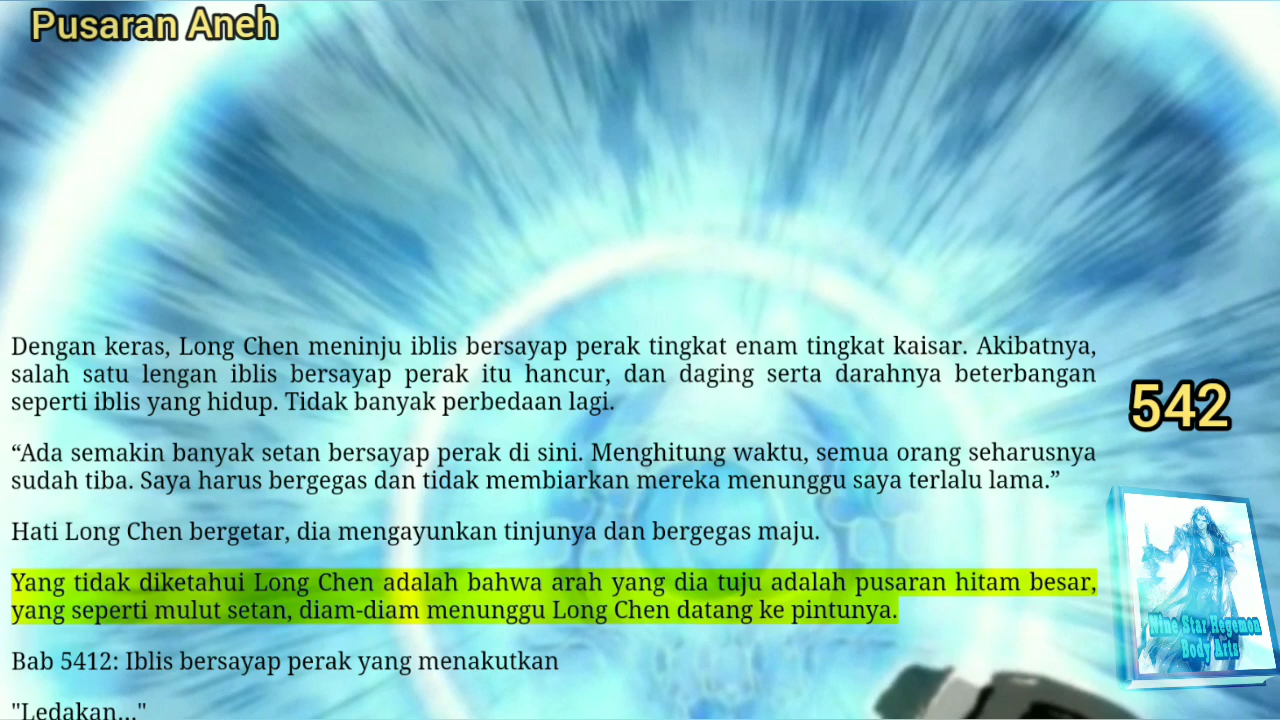 Pusaran Aneh
Dengan keras, Long Chen meninju iblis bersayap perak tingkat enam tingkat kaisar. Akibatnya,
salah satu lengan iblis bersayap perak itu hancur, dan daging serta darahnya beterbangan
seperti iblis yang hidup. Tidak banyak perbedaan lagi.
“Ada semakin banyak setan bersayap perak di sini. Menghitung waktu, semua orang seharusnya
sudah tiba. Saya harus bergegas dan tidak membiarkan mereka menunggu saya terlalu lama.”
Hati Long Chen bergetar, dia mengayunkan tinjunya dan bergegas maju.
Yang tidak diketahui Long Chen adalah bahwa arah yang dia tuju adalah pusaran hitam besar,
yang seperti mulut setan, diam-diam menunggu Long Chen datang ke pintunya.
Bab 5412: Iblis bersayap perak yang menakutkan
"Ledakan..."
542
Nine Star Hegemon
Body Arts